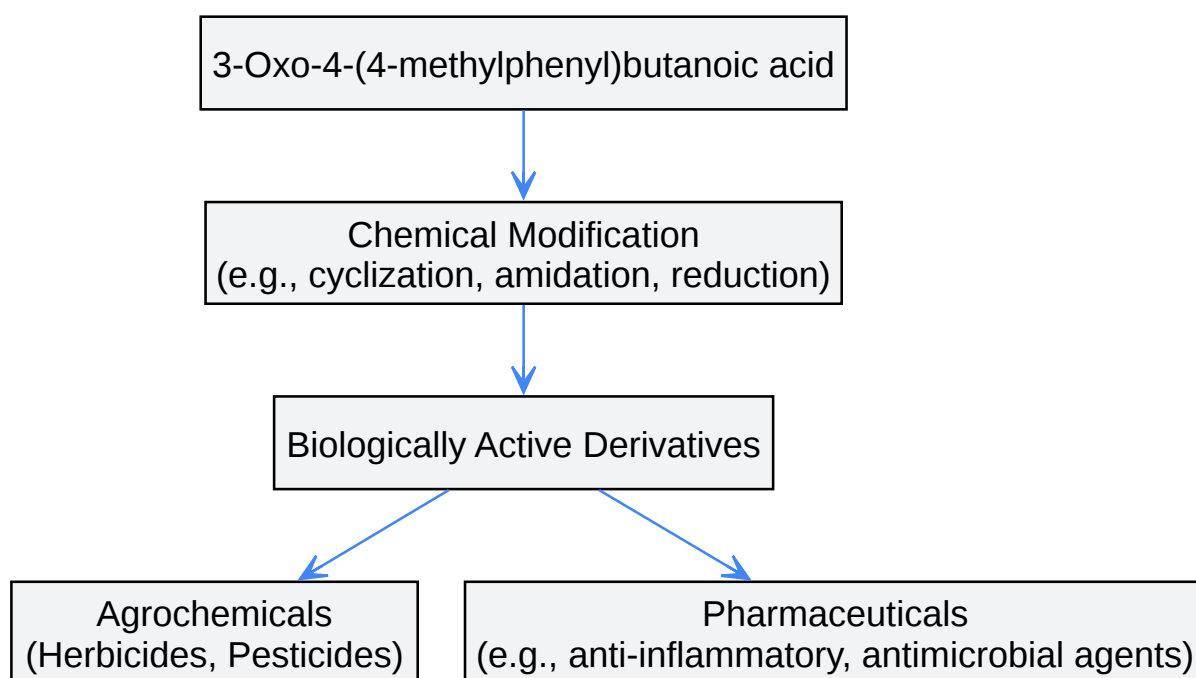 3-Oxo-4-(4-methylphenyl)butanoic acid
Chemical Modification
(e.g., cyclization, amidation, reduction)
Biologically Active Derivatives
Agrochemicals
(Herbicides, Pesticides)
Pharmaceuticals
(e.g., anti-inflammatory, antimicrobial agents)